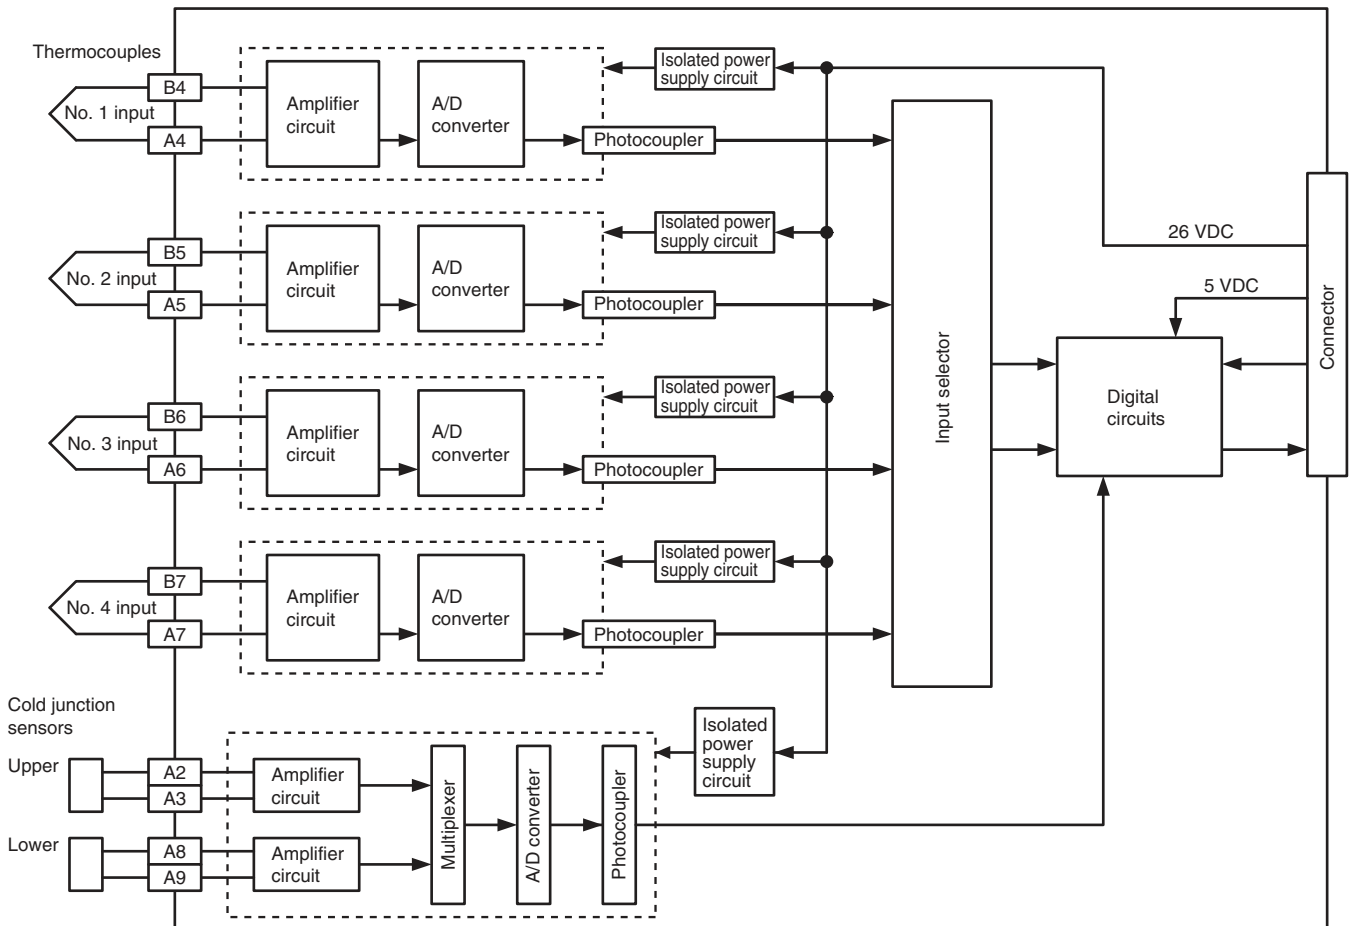 Thermocouples
B4
No. 1 input
A4
Amplifier
circuit
A/D
converter
Isolated power
supply circuit
Photocoupler
B5
No. 2 input
A5
Amplifier
circuit
A/D
converter
Isolated power
supply circuit
Photocoupler
B6
No. 3 input
A6
Amplifier
circuit
A/D
converter
Isolated power
supply circuit
Photocoupler
B7
No. 4 input
A7
Amplifier
circuit
A/D
converter
Isolated power
supply circuit
Photocoupler
Input selector
26 VDC
5 VDC
Digital
circuits
Connector
Cold junction
sensors
Upper
A2
A3
Amplifier
circuit
Lower
A8
A9
Amplifier
circuit
Multiplexer
A/D converter
Photocoupler
Isolated
power
supply
circuit